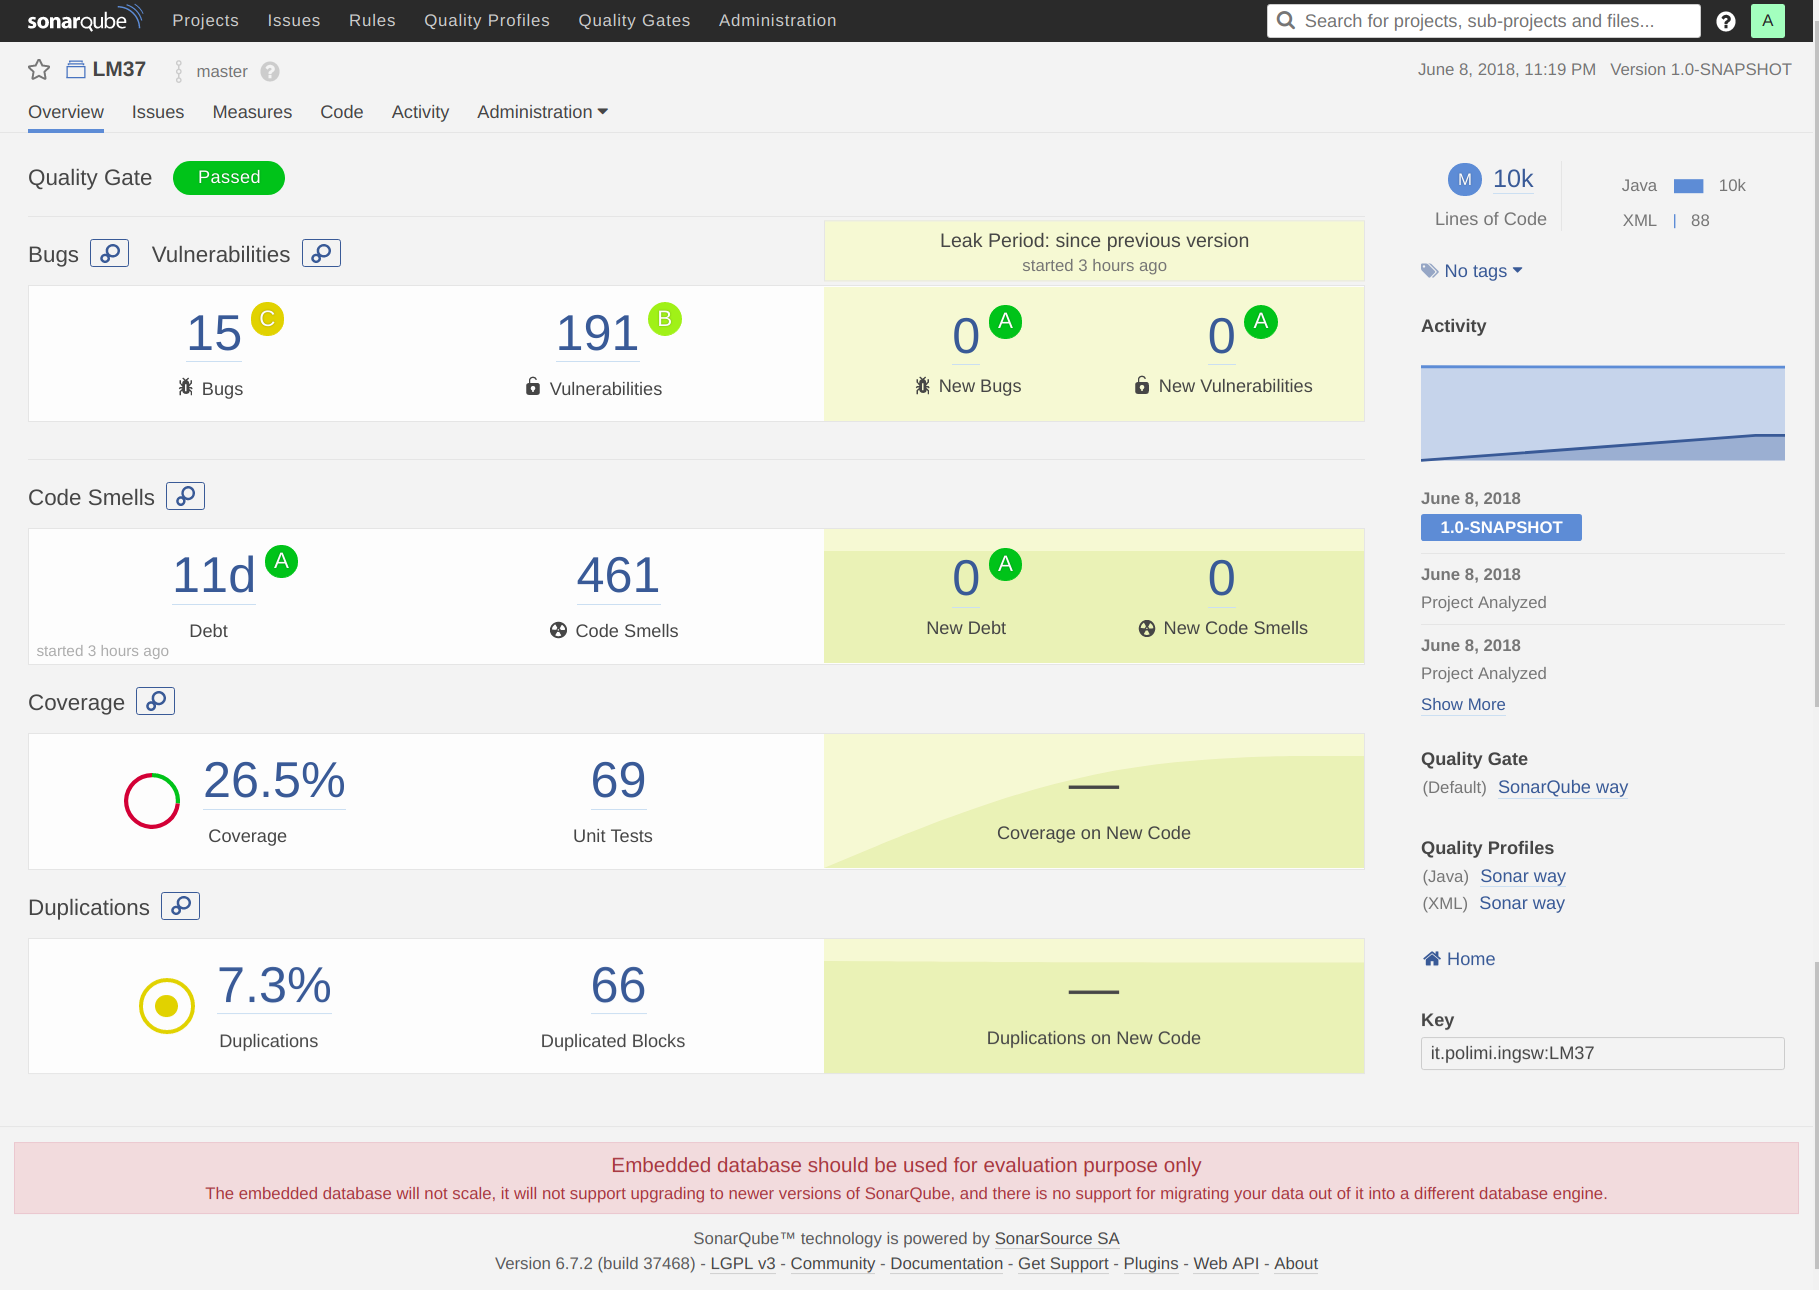 sonarqube Projects Issues Rules Quality Profiles Quality Gates Administration Search for projects, sub-projects and files... ? A
LM37 master ? June 8, 2018, 11:19 PM Version 1.0-SNAPSHOT
Overview Issues Measures Code Activity Administration
Quality Gate Passed
Bugs Vulnerabilities
Leak Period: since previous version
started 3 hours ago
15 C 191 B 0 A 0 A
Bugs Vulnerabilities New Bugs New Vulnerabilities
Code Smells
11d A 461 0 A 0
Debt Code Smells New Debt New Code Smells
started 3 hours ago
Coverage
26.5% 69 —
Coverage Unit Tests Coverage on New Code
Duplications
7.3% 66 —
Duplications Duplicated Blocks Duplications on New Code
M 10k
Lines of Code
Java 10k
XML 88
No tags
Activity
June 8, 2018
1.0-SNAPSHOT
June 8, 2018
Project Analyzed
June 8, 2018
Project Analyzed
Show More
Quality Gate
(Default) SonarQube way
Quality Profiles
(Java) Sonar way
(XML) Sonar way
Home
Key
it.polimi.ingsw:LM37
Embedded database should be used for evaluation purpose only
The embedded database will not scale, it will not support upgrading to newer versions of SonarQube, and there is no support for migrating your data out of it into a different database engine.
SonarQube™ technology is powered by SonarSource SA
Version 6.7.2 (build 37468) - LGPL v3 - Community - Documentation - Get Support - Plugins - Web API - About